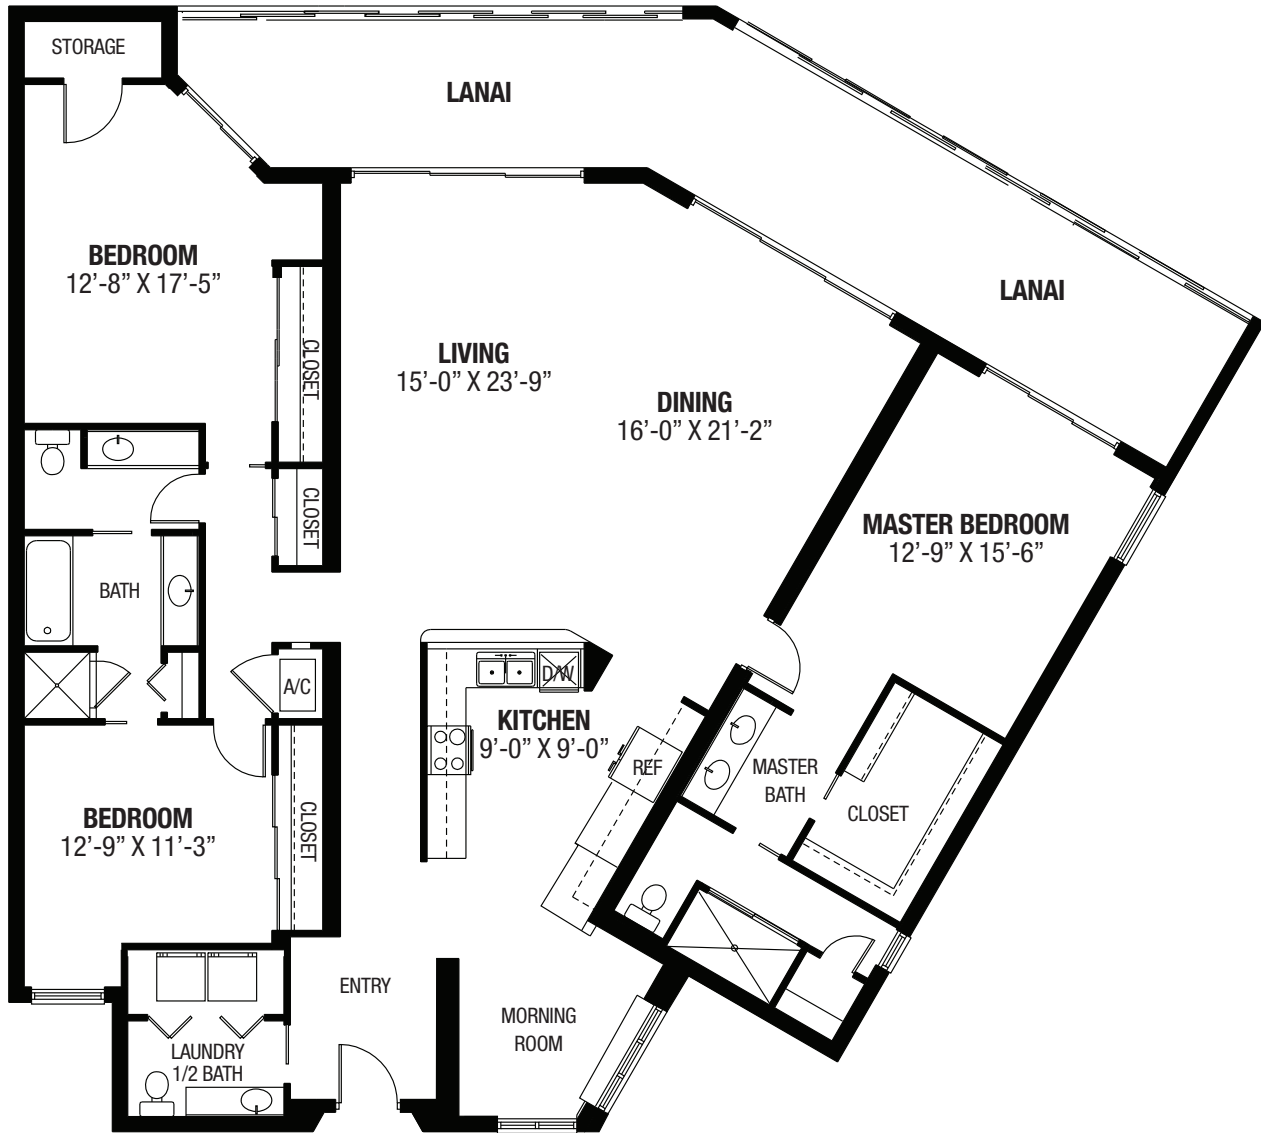 STORAGE
LANAI
BEDROOM
12’-8” X 17’-5”
LANAI
CLOSET
LIVING
15’-0” X 23’-9”
DINING
16’-0” X 21’-2”
CLOSET
MASTER BEDROOM
12’-9” X 15’-6”
BATH
A/C
D/W
KITCHEN
9’-0” X 9’-0”
REF
MASTER
BATH
CLOSET
BEDROOM
12’-9” X 11’-3”
CLOSET
ENTRY
MORNING
ROOM
LAUNDRY
1/2 BATH